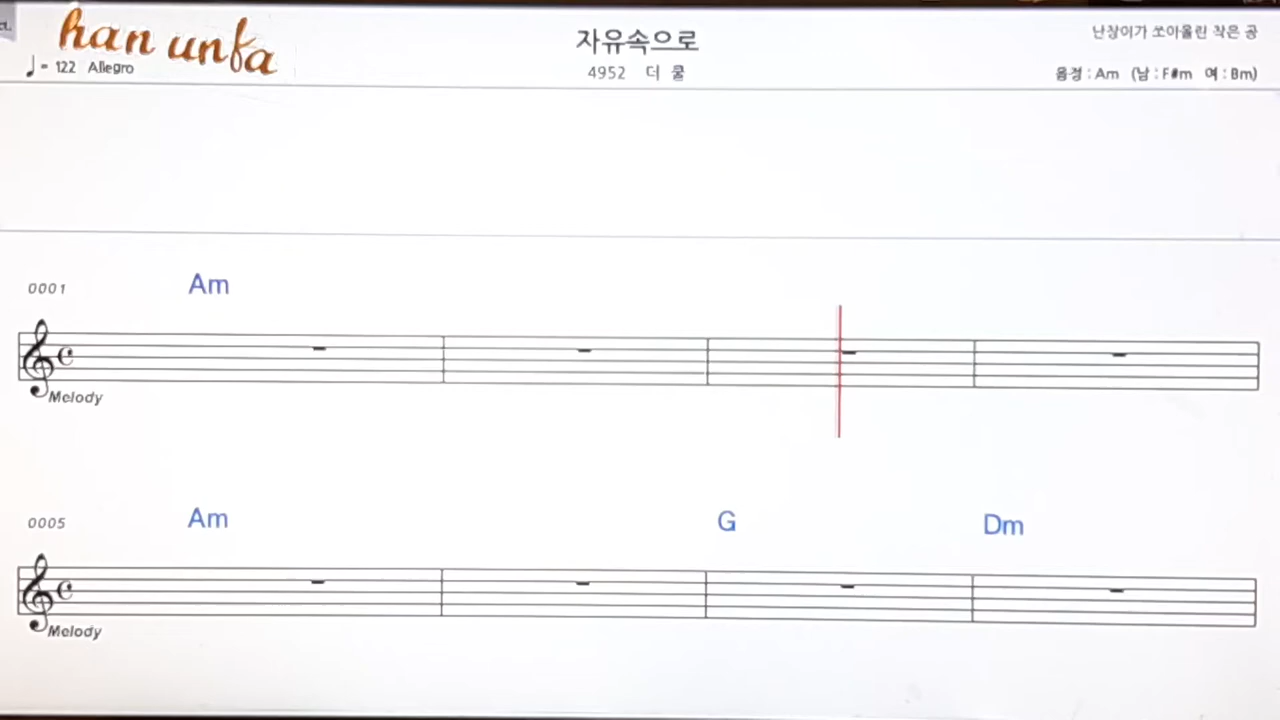 han unfa
♩= 122 Allegro
자유속으로
4952 더 쿨
난장이가 쏘아올린 작은 공
음정 : Am (남 : F#m 여 : Bm)
0001 Am
Melody
0005 Am G Dm
Melody